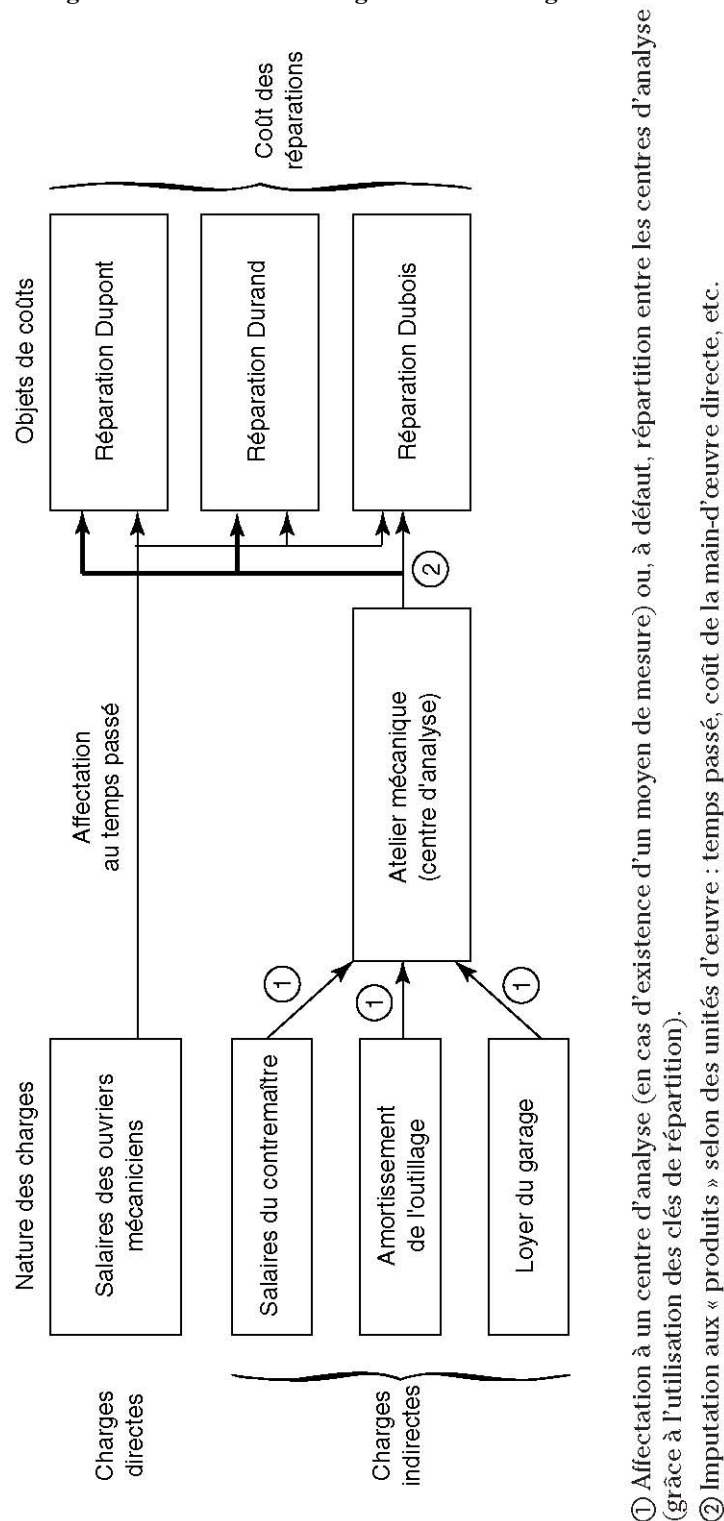 Nature des charges
Objets de coûts
Charges
directes
Salaires des ouvriers
mécaniciens
Affectation
au temps passé
Réparation Dupont
Réparation Durand
Réparation Dubois
Coût des
réparations
Charges
indirectes
Salaires du contremaître
Amortissement
de l'outillage
Loyer du garage
1
1
1
Atelier mécanique
(centre d'analyse)
2
① Affectation à un centre d'analyse (en cas d'existence d'un moyen de mesure) ou, à défaut, répartition entre les centres d'analyse
(grâce à l'utilisation des clés de répartition).
② Imputation aux « produits » selon des unités d'œuvre : temps passé, coût de la main-d'œuvre directe, etc.